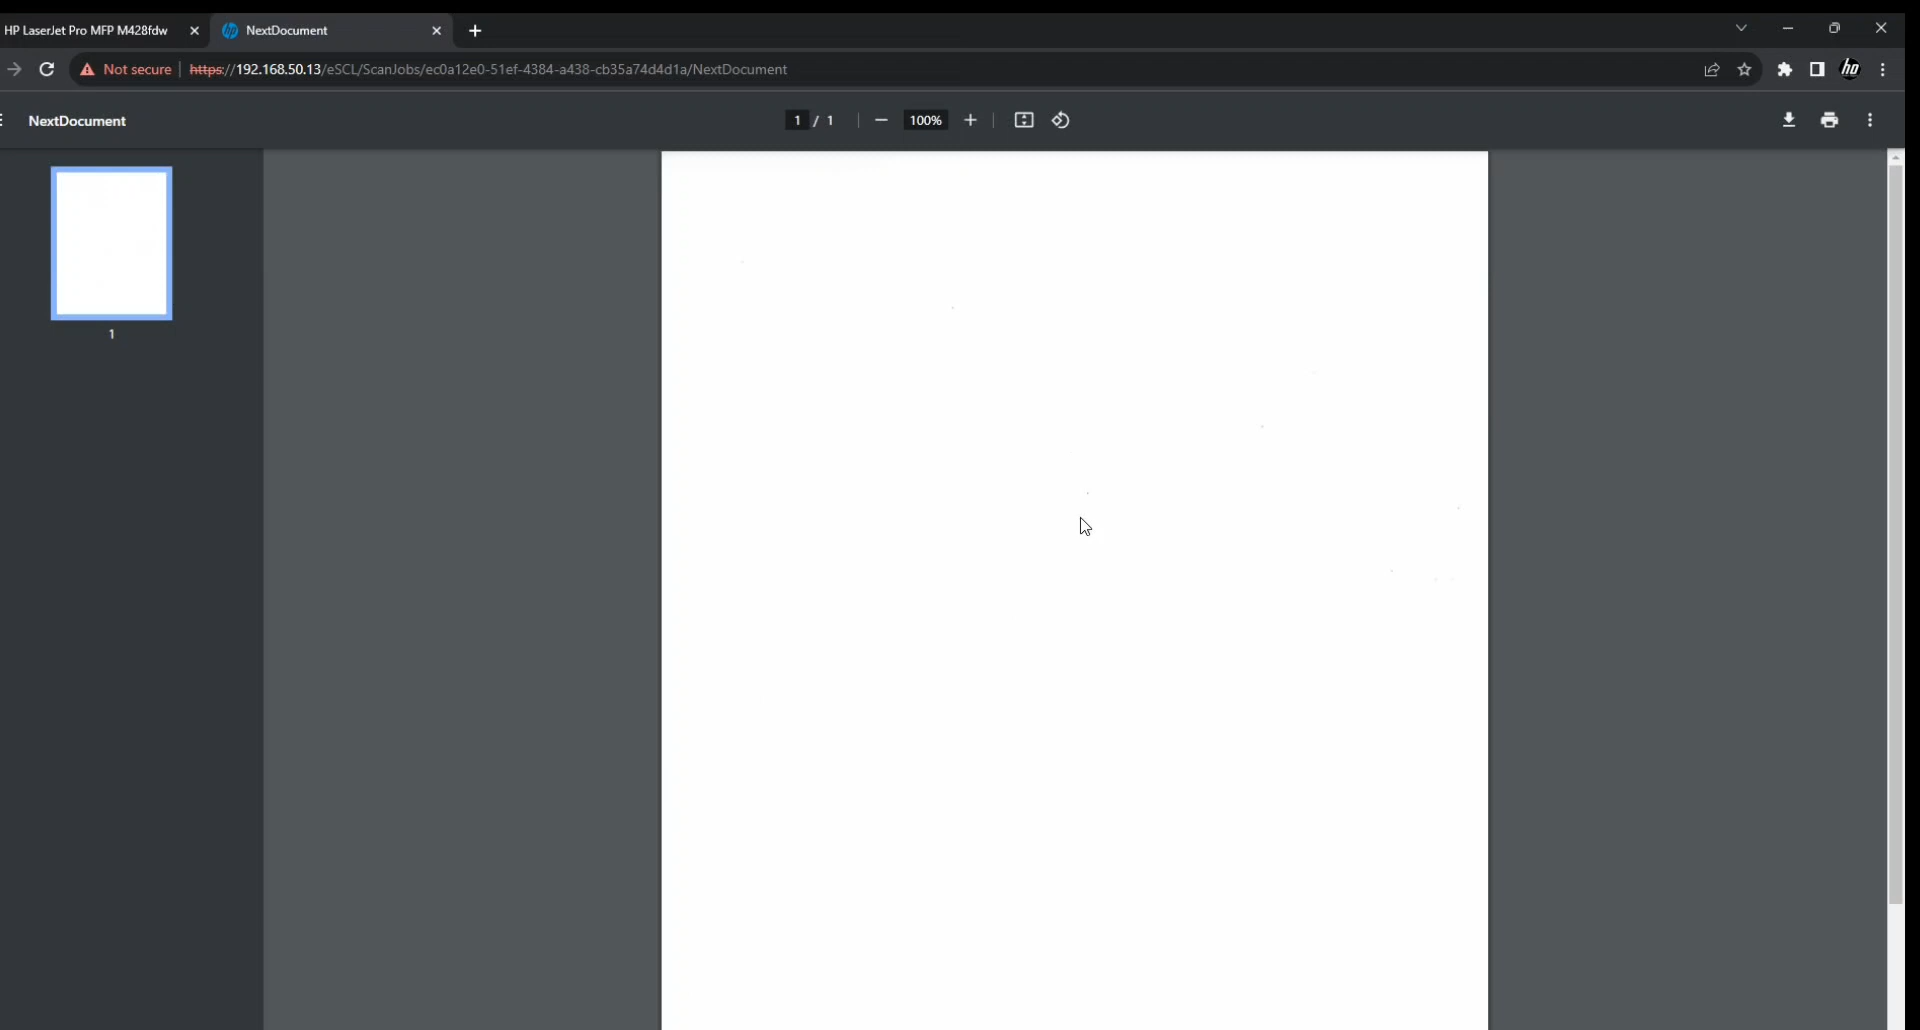 HP LaserJet Pro MFP M428fdw
NextDocument
Not secure
https://192.168.50.13/eSCL/ScanJobs/ec0a12e0-51ef-4384-a438-cb35a74d4d1a/NextDocument
hp
NextDocument
1 / 1
100%
1